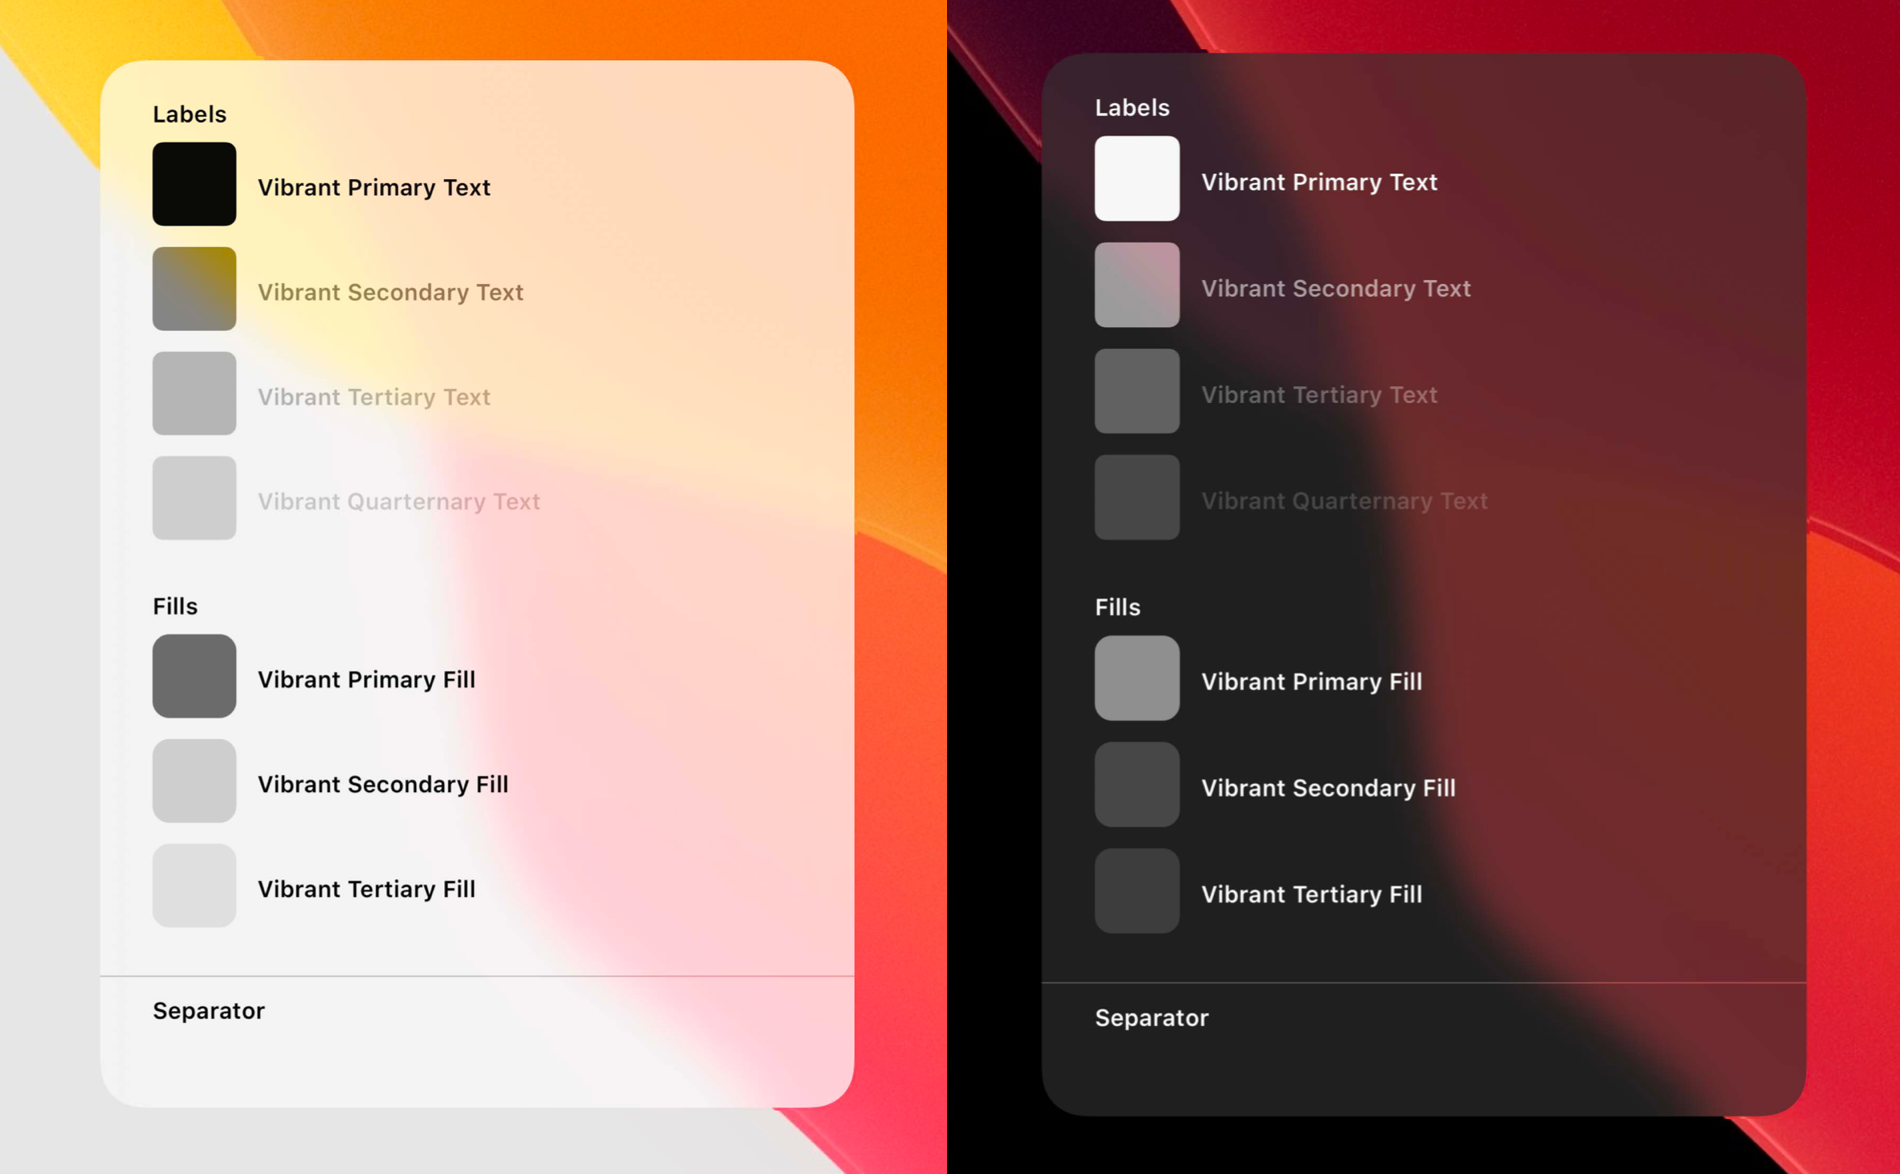 Labels
Vibrant Primary Text
Vibrant Secondary Text
Vibrant Tertiary Text
Vibrant Quarternary Text
Fills
Vibrant Primary Fill
Vibrant Secondary Fill
Vibrant Tertiary Fill
Separator
Labels
Vibrant Primary Text
Vibrant Secondary Text
Vibrant Tertiary Text
Vibrant Quarternary Text
Fills
Vibrant Primary Fill
Vibrant Secondary Fill
Vibrant Tertiary Fill
Separator